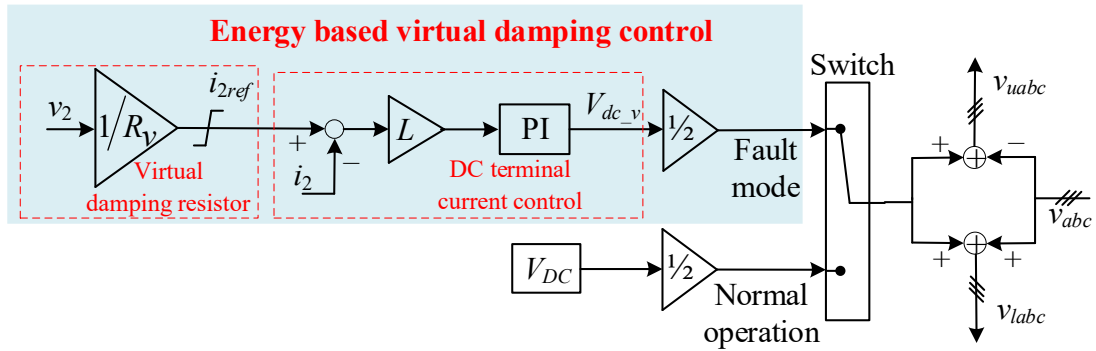 Energy based virtual damping control
v2
1/Rv
i2ref
+
−
i2
L
PI
Vdc_v
½
Virtual
damping resistor
DC terminal
current control
Fault
mode
Switch
VDC
½
Normal
operation
vuabc
+
−
vabc
+
+
vlabc